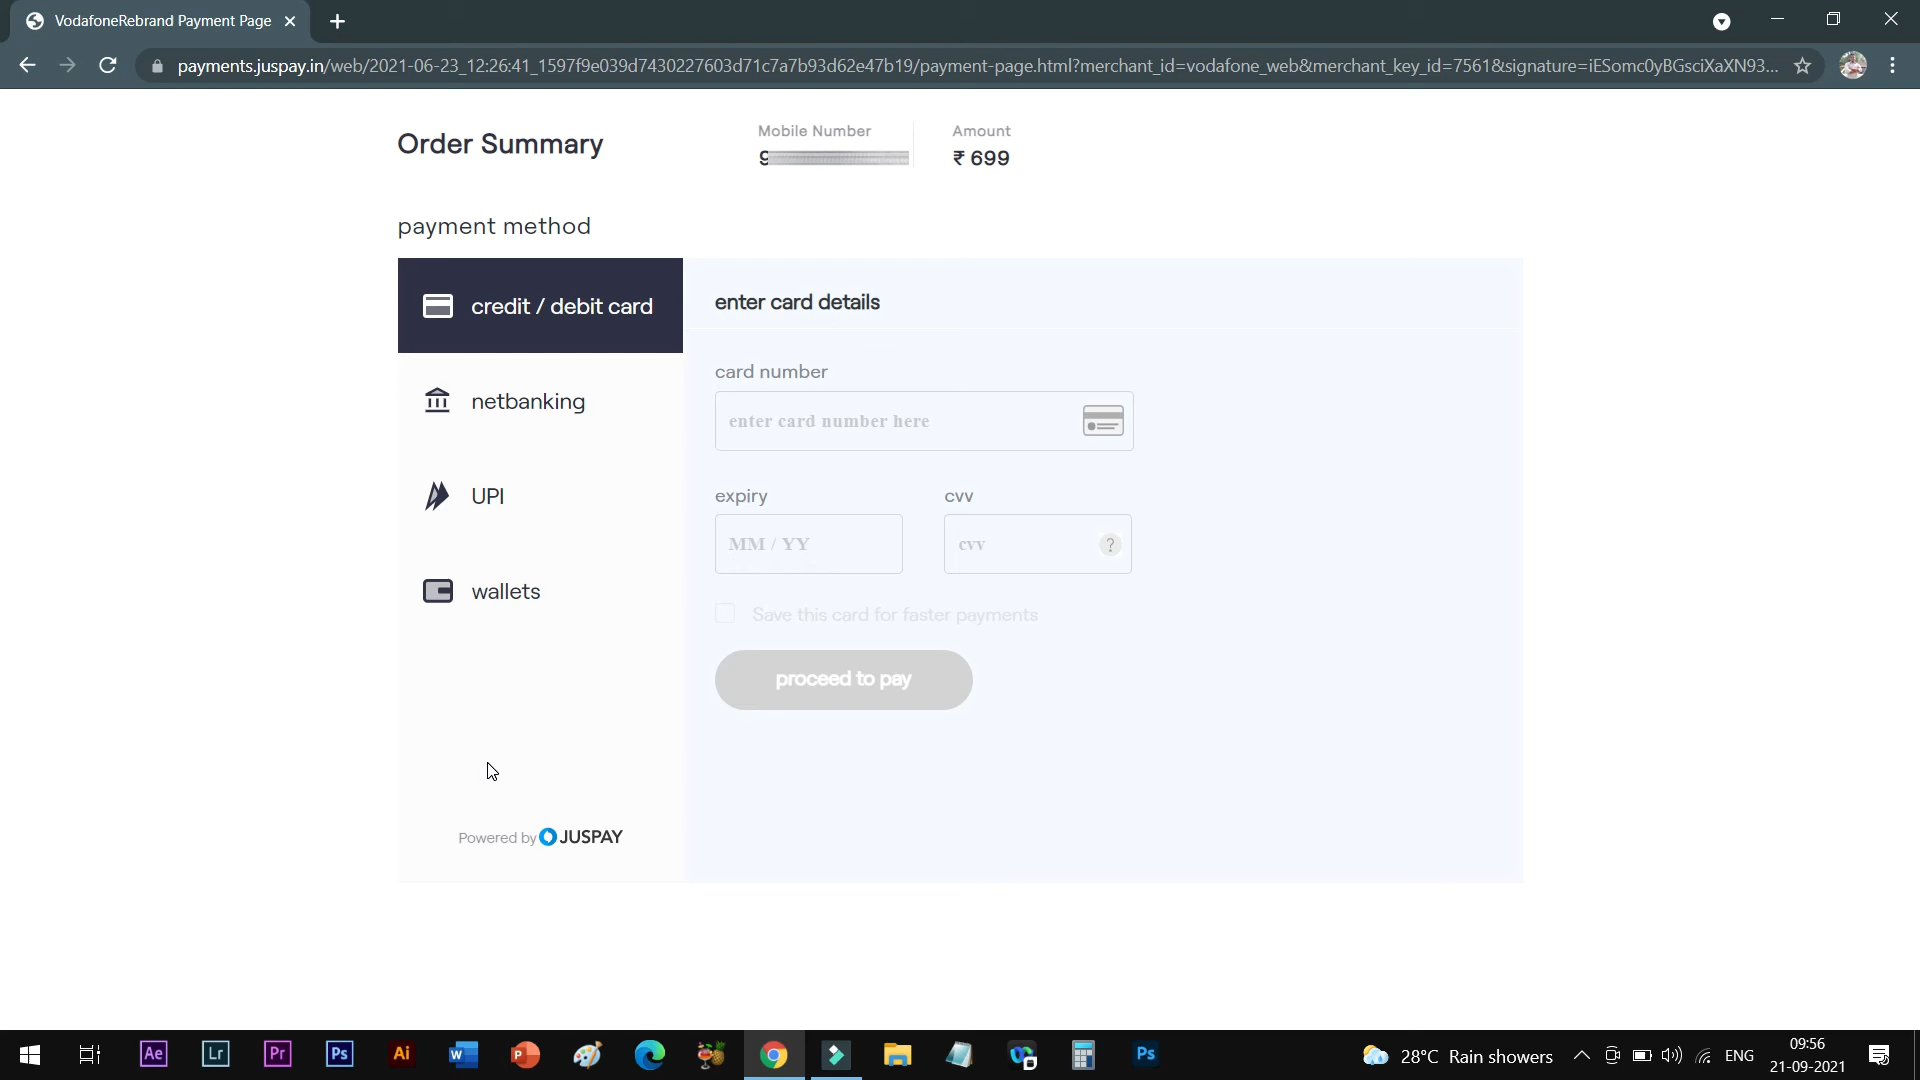 VodafoneRebrand Payment Page
payments.juspay.in/web/2021-06-23_12:26:41_1597f9e039d7430227603d71c7a7b93d62e47b19/payment-page.html?merchant_id=vodafone_web&merchant_key_id=7561&signature=iESomc0yBGsciXaXN93...
Order Summary
Mobile Number
9
Amount
₹ 699
payment method
credit / debit card
netbanking
UPI
wallets
Powered by JUSPAY
enter card details
card number
enter card number here
expiry
cvv
MM / YY
cvv
?
Save this card for faster payments
proceed to pay
Ae
Lr
Pr
Ps
Ai
W
P
Ps
28°C Rain showers
ENG
09:56
21-09-2021